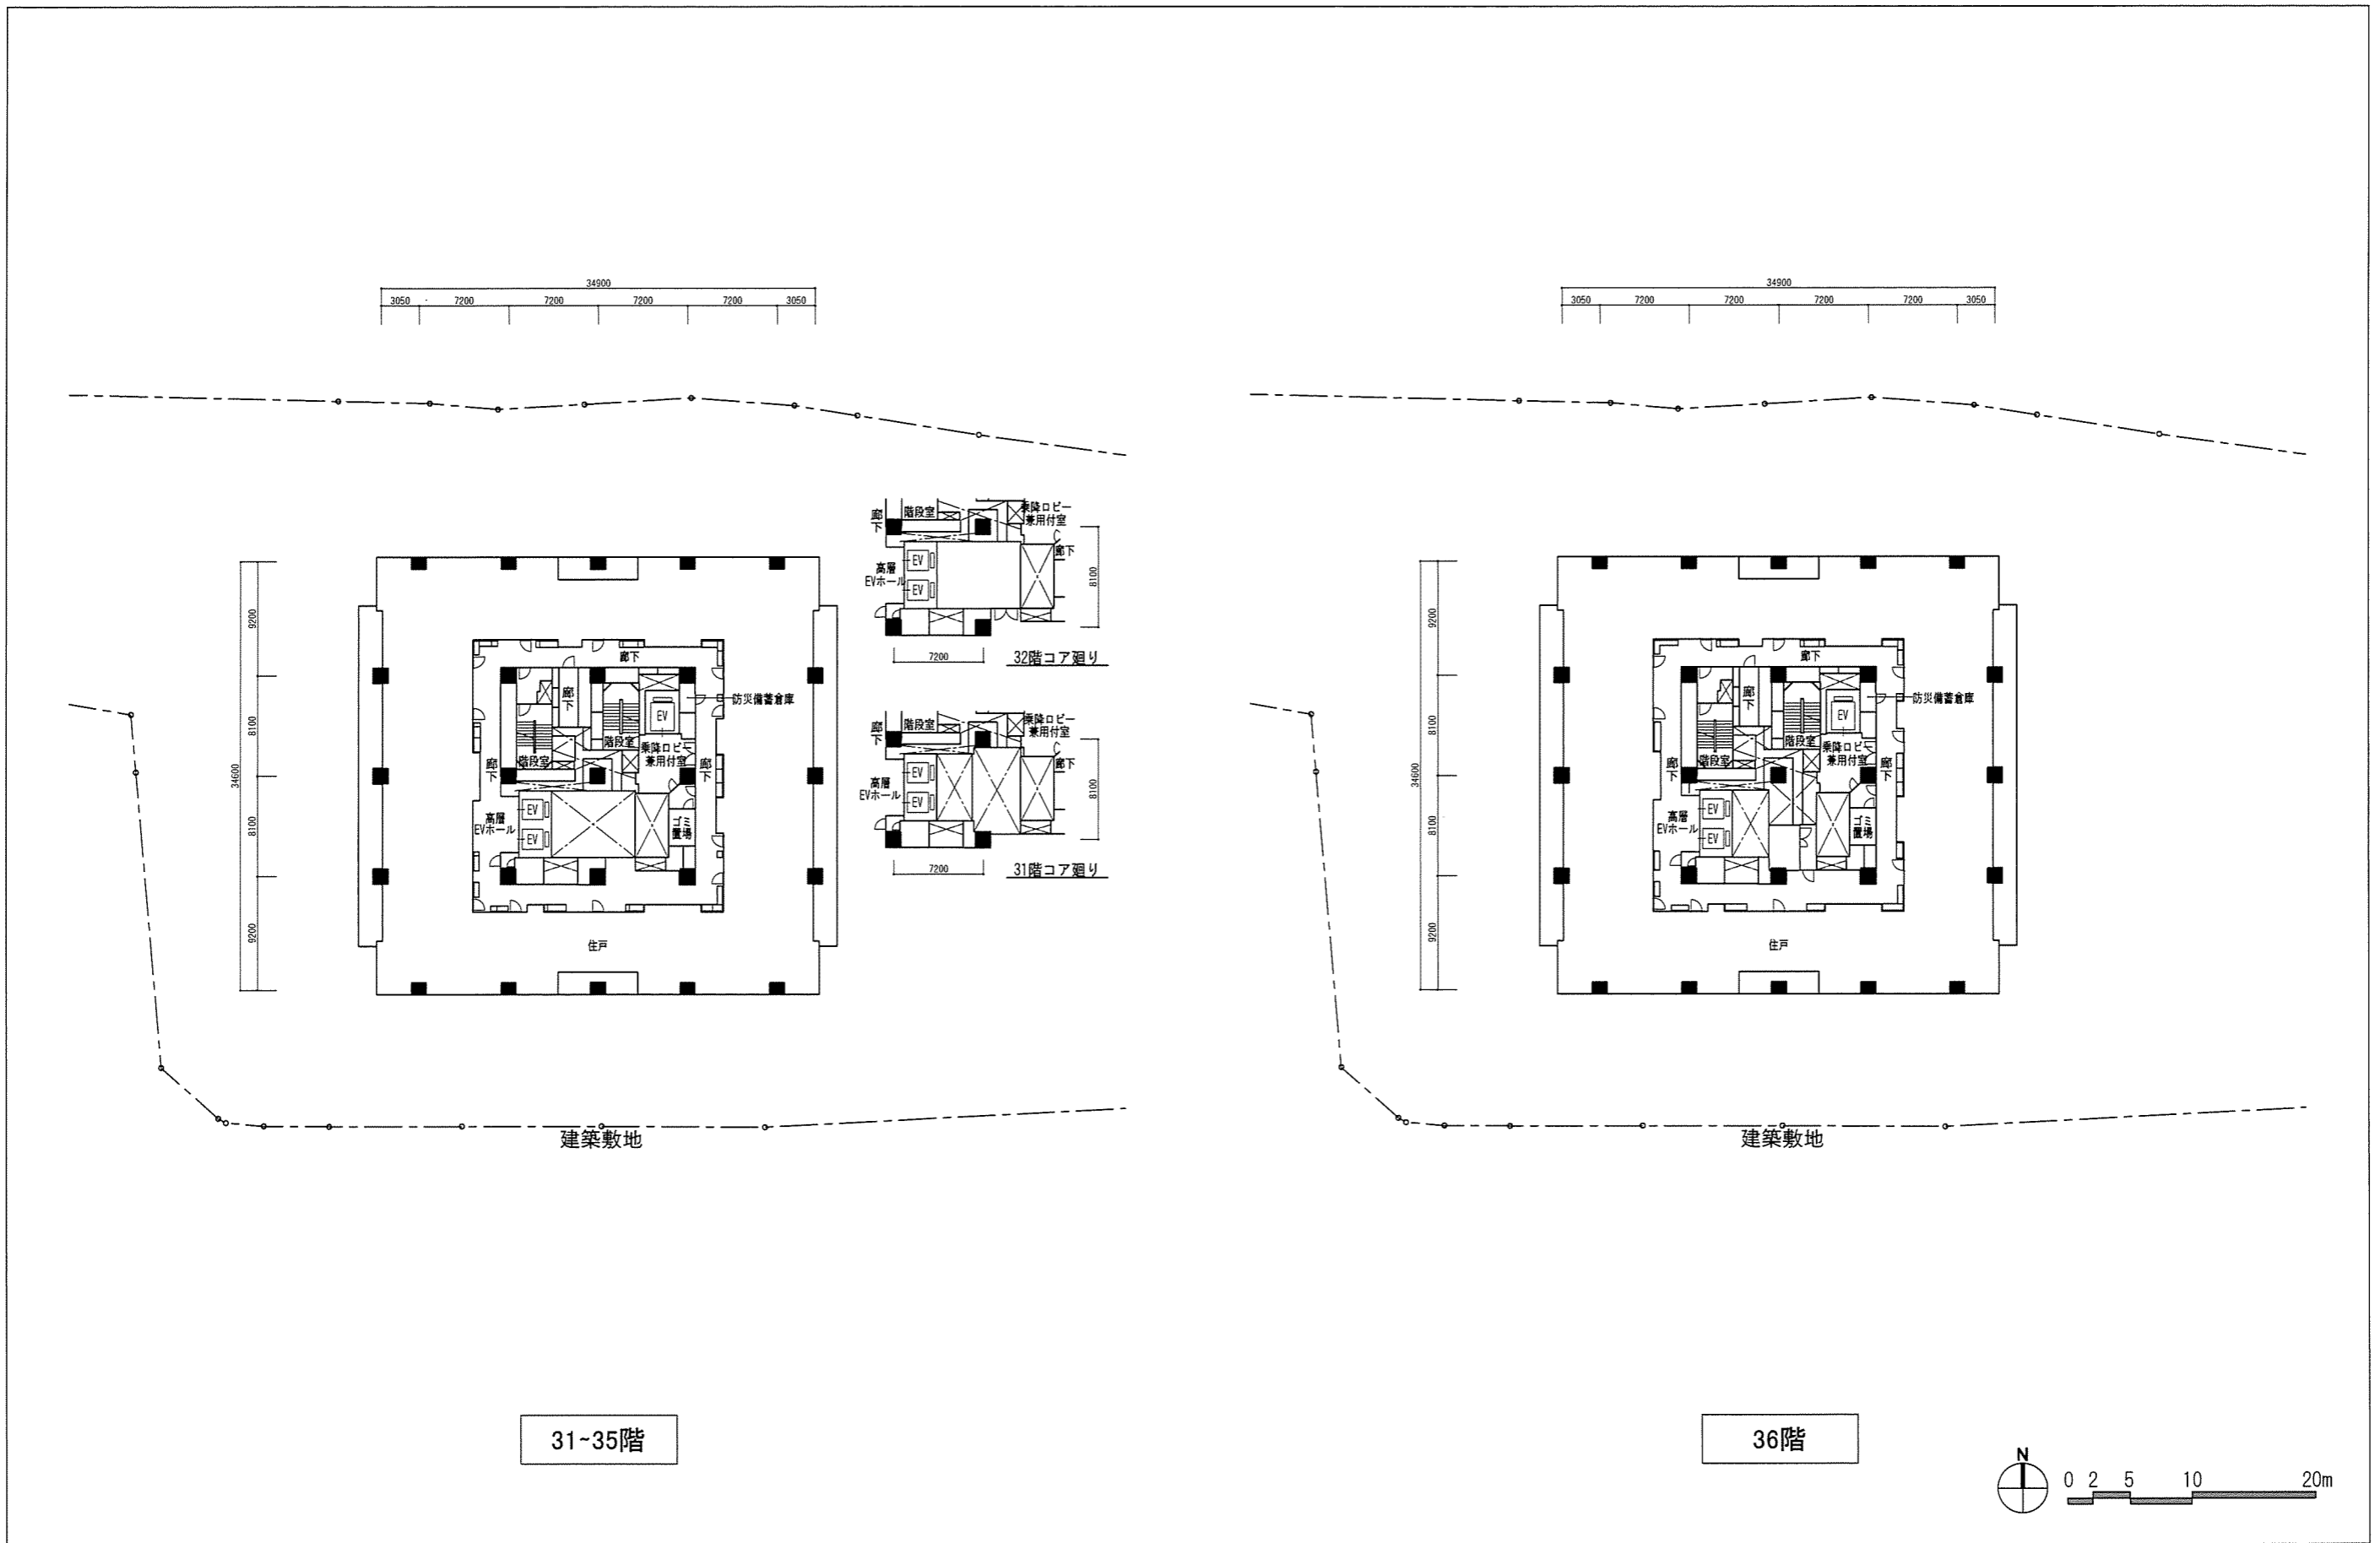 34900
3050 7200 7200 7200 7200 3050
34900
3050 7200 7200 7200 7200 3050
廊下
階段室
乗降ロビー
兼用付室
廊下
高層
EVホール
EV
EV
8100
7200
32階コア廻り
廊下
階段室
乗降ロビー
兼用付室
廊下
高層
EVホール
EV
EV
8100
7200
31階コア廻り
34600
9200
8100
8100
9200
廊下
廊下
防災備蓄倉庫
EV
階段室
階段室
乗降ロビー
兼用付室
廊下
廊下
高層
EVホール
EV
EV
ゴミ
置場
住戸
建築敷地
34600
9200
8100
8100
9200
廊下
廊下
防災備蓄倉庫
EV
階段室
階段室
乗降ロビー
兼用付室
廊下
廊下
高層
EVホール
EV
EV
ゴミ
置場
住戸
建築敷地
31~35階
36階
N
0 2 5 10 20m